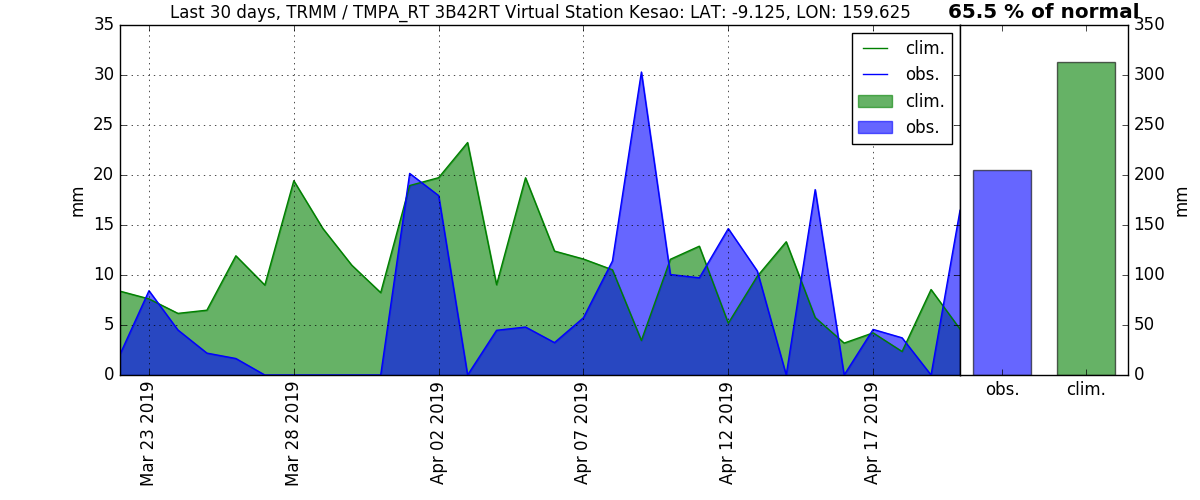 Last 30 days, TRMM / TMPA_RT 3B42RT Virtual Station Kesao: LAT: -9.125, LON: 159.625
65.5 % of normal
35
30
25
20
15
10
5
0
mm
clim.
obs.
clim.
obs.
Mar 23 2019
Mar 28 2019
Apr 02 2019
Apr 07 2019
Apr 12 2019
Apr 17 2019
350
300
250
200
150
100
50
0
mm
obs.
clim.